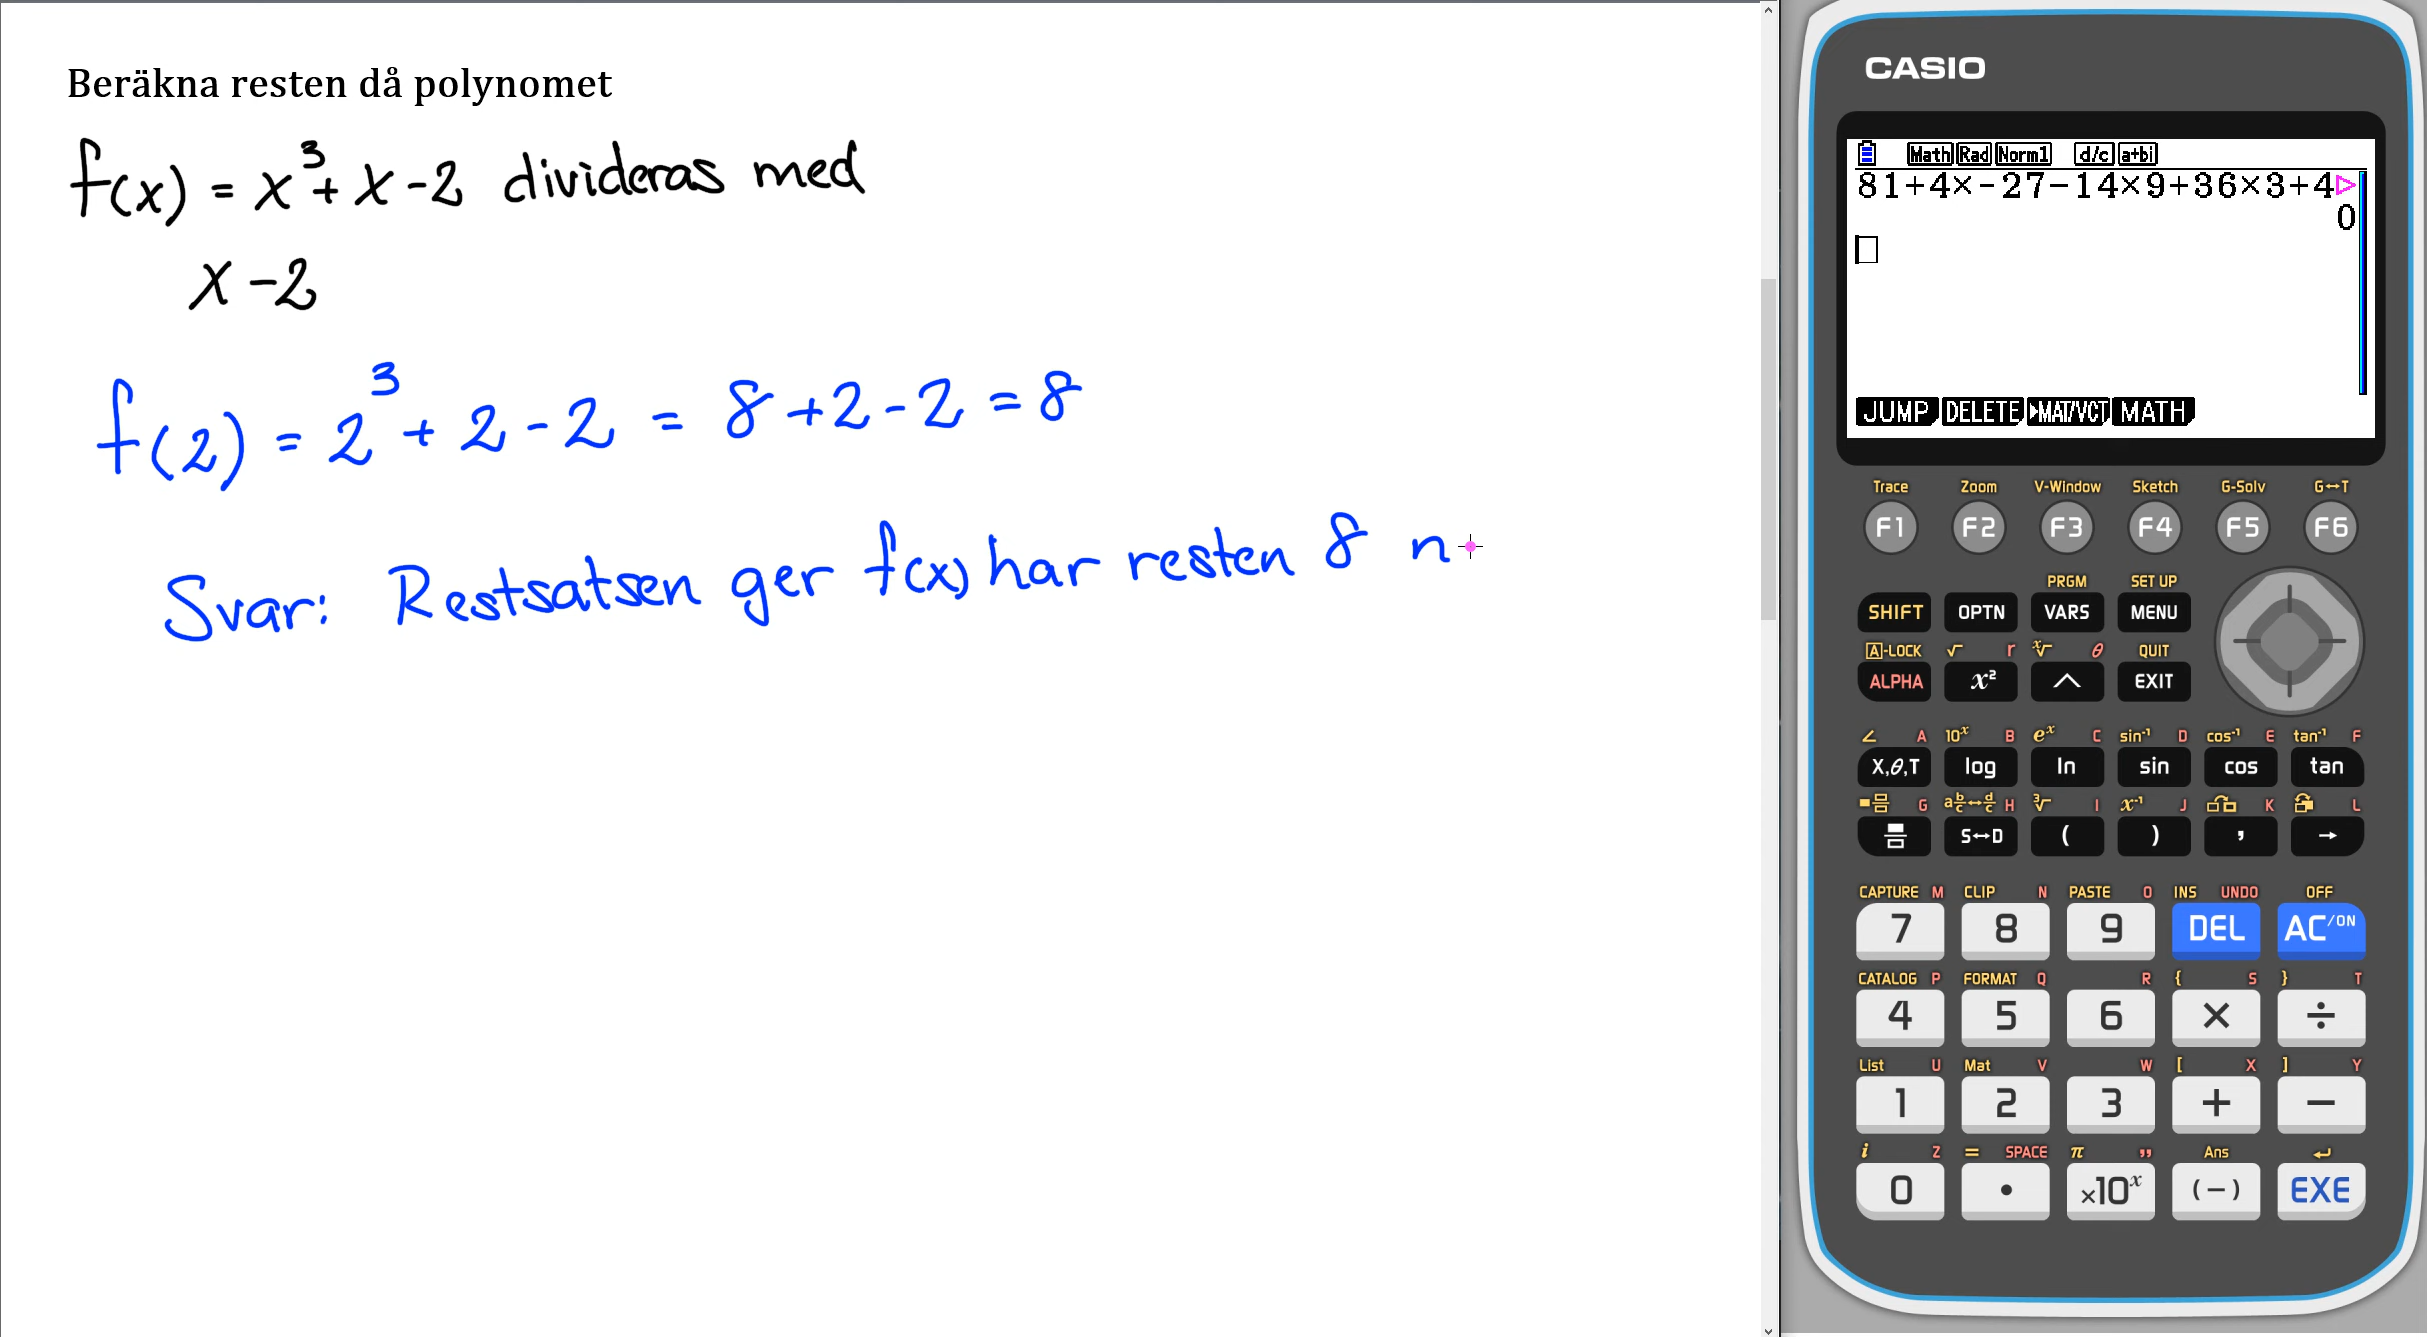 Beräkna resten då polynomet
f(x) = x³ + x - 2 divideras med
x - 2
f(2) = 2³ + 2 - 2 = 8 + 2 - 2 = 8
Svar: Restsatsen ger f(x) har resten 8 n
CASIO
Math Rad Norm1 d/c a+bi
81+4×-27-14×9+36×3+4
0
JUMP DELETE ▶MAT/VCT MATH
Trace Zoom V-Window Sketch G-Solv G↔T
F1 F2 F3 F4 F5 F6
PRGM SET UP
SHIFT OPTN VARS MENU
A-LOCK √ r ˣ√ θ QUIT
ALPHA x² ^ EXIT
∠ A 10ˣ B eˣ C sin⁻¹ D cos⁻¹ E tan⁻¹ F
X,θ,T log ln sin cos tan
G a b/c↔d/c H ³√ I x⁻¹ J K L
S↔D ( ) , →
CAPTURE M CLIP N PASTE O INS UNDO OFF
7 8 9 DEL AC/ON
CATALOG P FORMAT Q R { S } T
4 5 6 × ÷
List U Mat V W [ X ] Y
1 2 3 + −
i Z = SPACE π " Ans ↵
0 • ×10ˣ (−) EXE